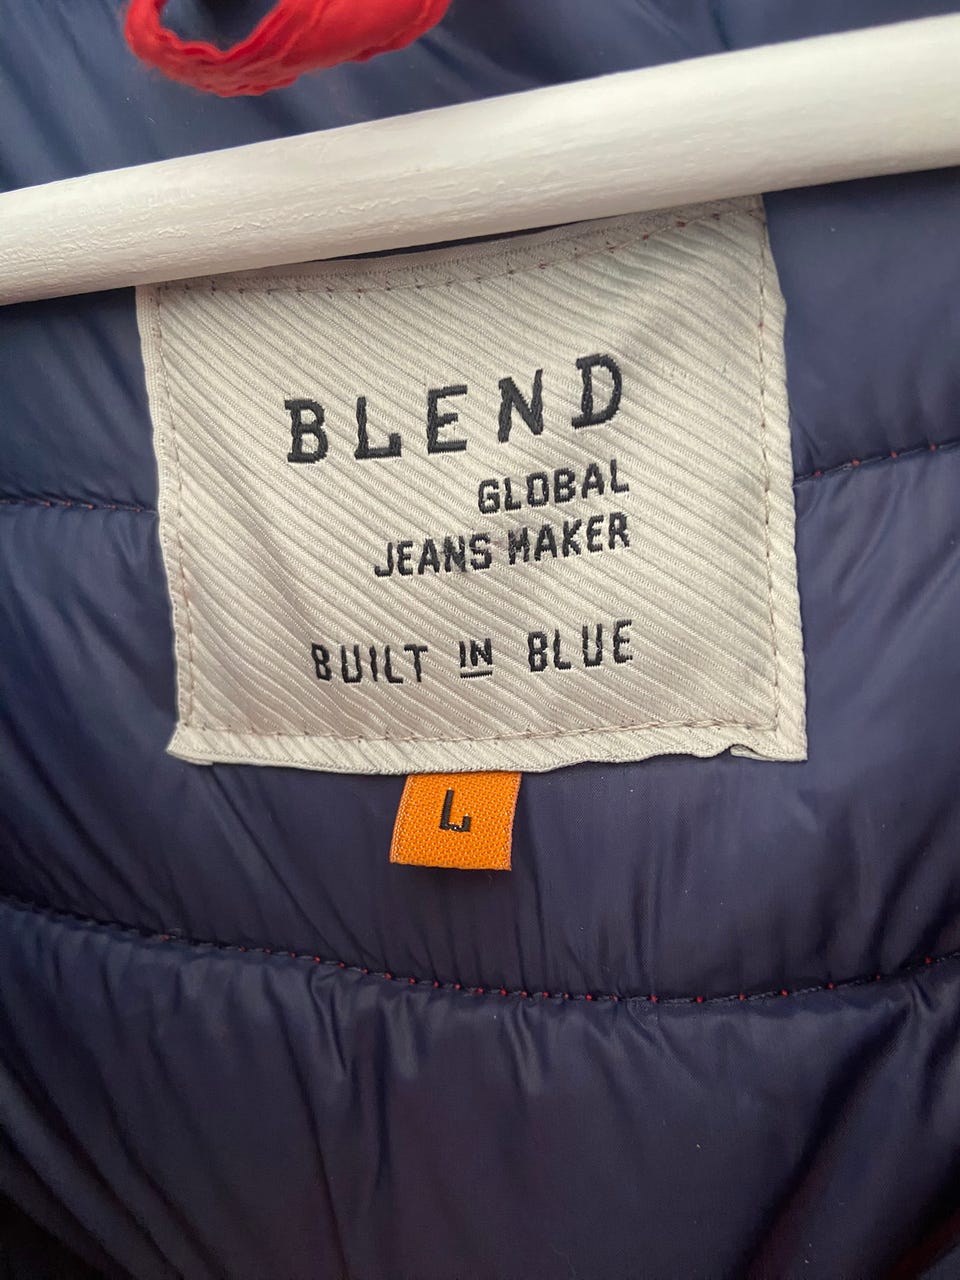 BLEND
GLOBAL
JEANS MAKER
BUILT IN BLUE
L